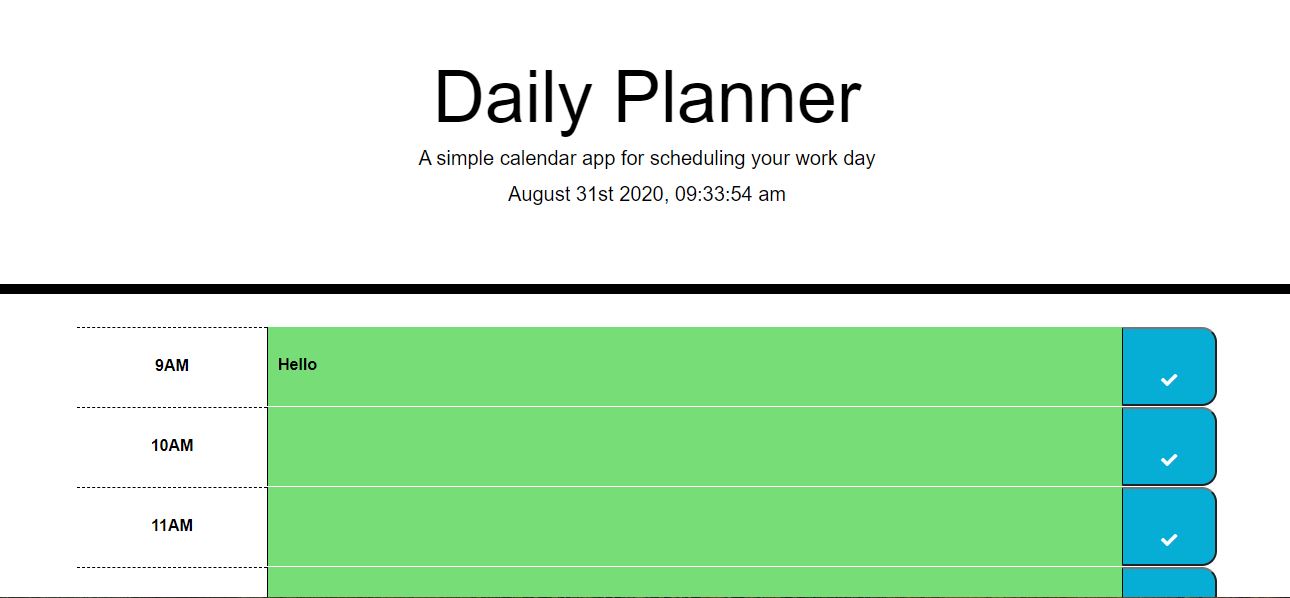 Daily Planner
A simple calendar app for scheduling your work day
August 31st 2020, 09:33:54 am
9AM
Hello
10AM
11AM